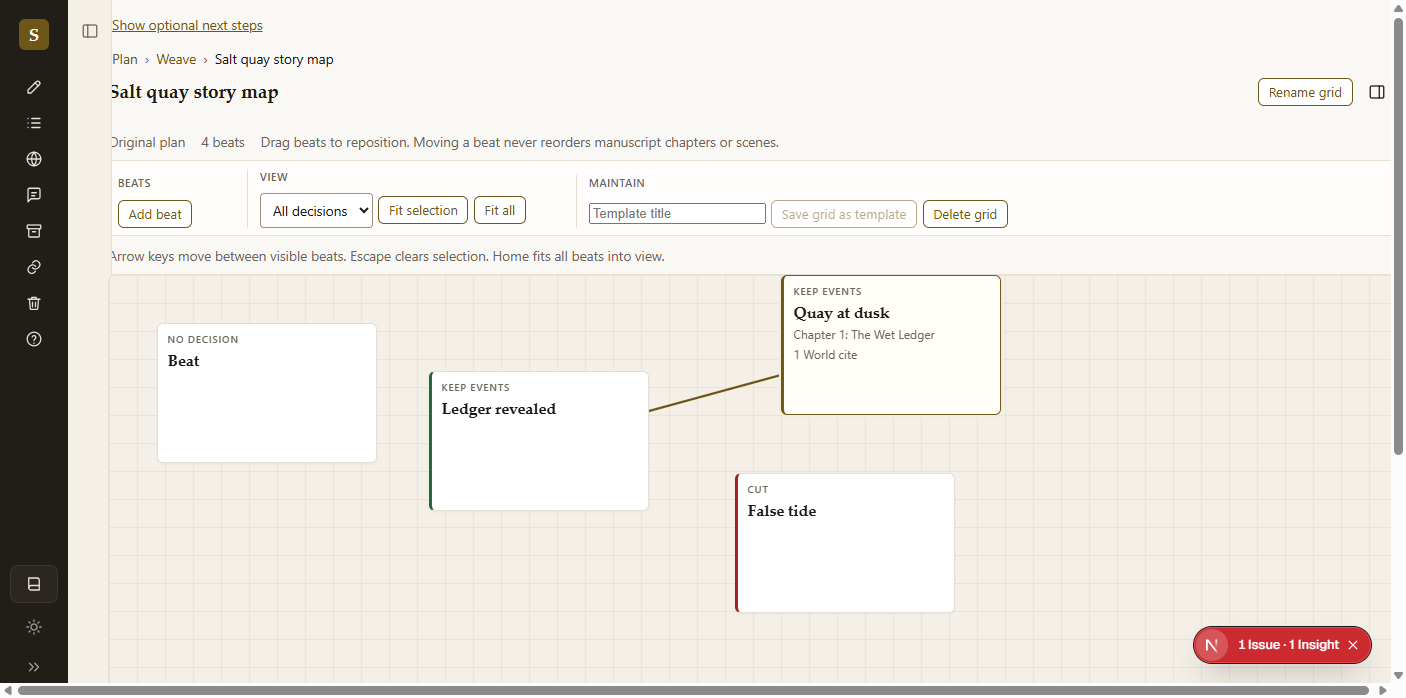 S
Show optional next steps
Plan › Weave › Salt quay story map
Salt quay story map
Rename grid
Original plan 4 beats Drag beats to reposition. Moving a beat never reorders manuscript chapters or scenes.
BEATS
Add beat
VIEW
All decisions Fit selection Fit all
MAINTAIN
Template title Save grid as template Delete grid
Arrow keys move between visible beats. Escape clears selection. Home fits all beats into view.
NO DECISION
Beat
KEEP EVENTS
Ledger revealed
KEEP EVENTS
Quay at dusk
Chapter 1: The Wet Ledger
1 World cite
CUT
False tide
N 1 Issue · 1 Insight